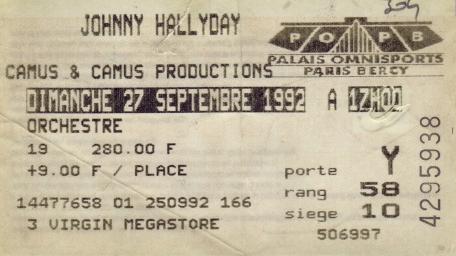 JOHNNY HALLYDAY
POPB
PALAIS OMNISPORTS
PARIS BERCY
CAMUS & CAMUS PRODUCTIONS
DIMANCHE 27 SEPTEMBRE 1992 A 17H00
ORCHESTRE
19 280.00 F
+9.00 F / PLACE
porte Y
rang 58
siege 10
14477658 01 250992 166
3 VIRGIN MEGASTORE
506997
4295938